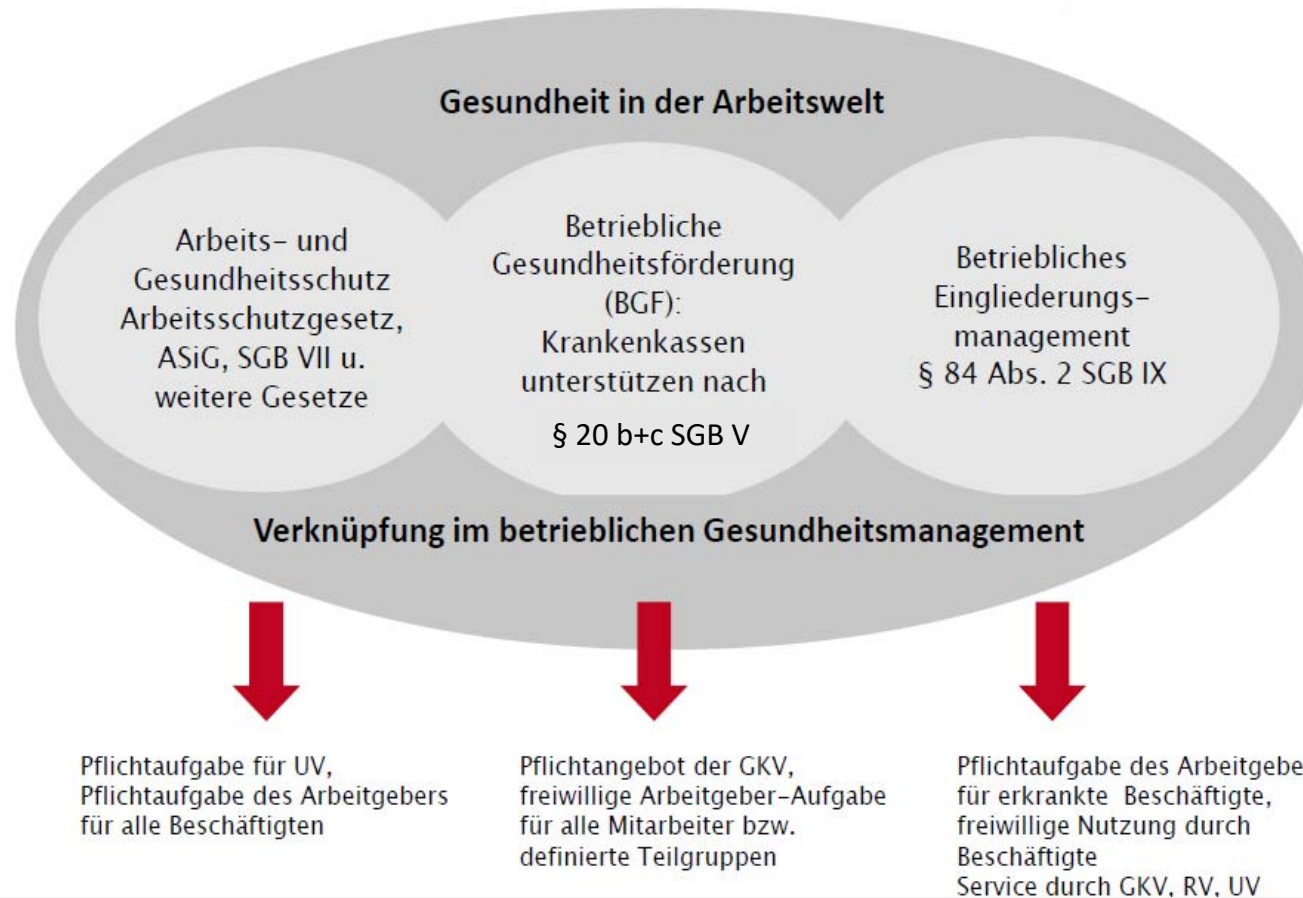 Gesundheit in der Arbeitswelt
Arbeits- und
Gesundheitsschutz
Arbeitsschutzgesetz,
ASiG, SGB VII u.
weitere Gesetze
Betriebliche
Gesundheitsförderung
(BGF):
Krankenkassen
unterstützen nach
§ 20 b+c SGB V
Betriebliches
Eingliederungs-
management
§ 84 Abs. 2 SGB IX
Verknüpfung im betrieblichen Gesundheitsmanagement
Pflichtaufgabe für UV,
Pflichtaufgabe des Arbeitgebers
für alle Beschäftigten
Pflichtangebot der GKV,
freiwillige Arbeitgeber-Aufgabe
für alle Mitarbeiter bzw.
definierte Teilgruppen
Pflichtaufgabe des Arbeitgebe
für erkrankte Beschäftigte,
freiwillige Nutzung durch
Beschäftigte
Service durch GKV, RV, UV